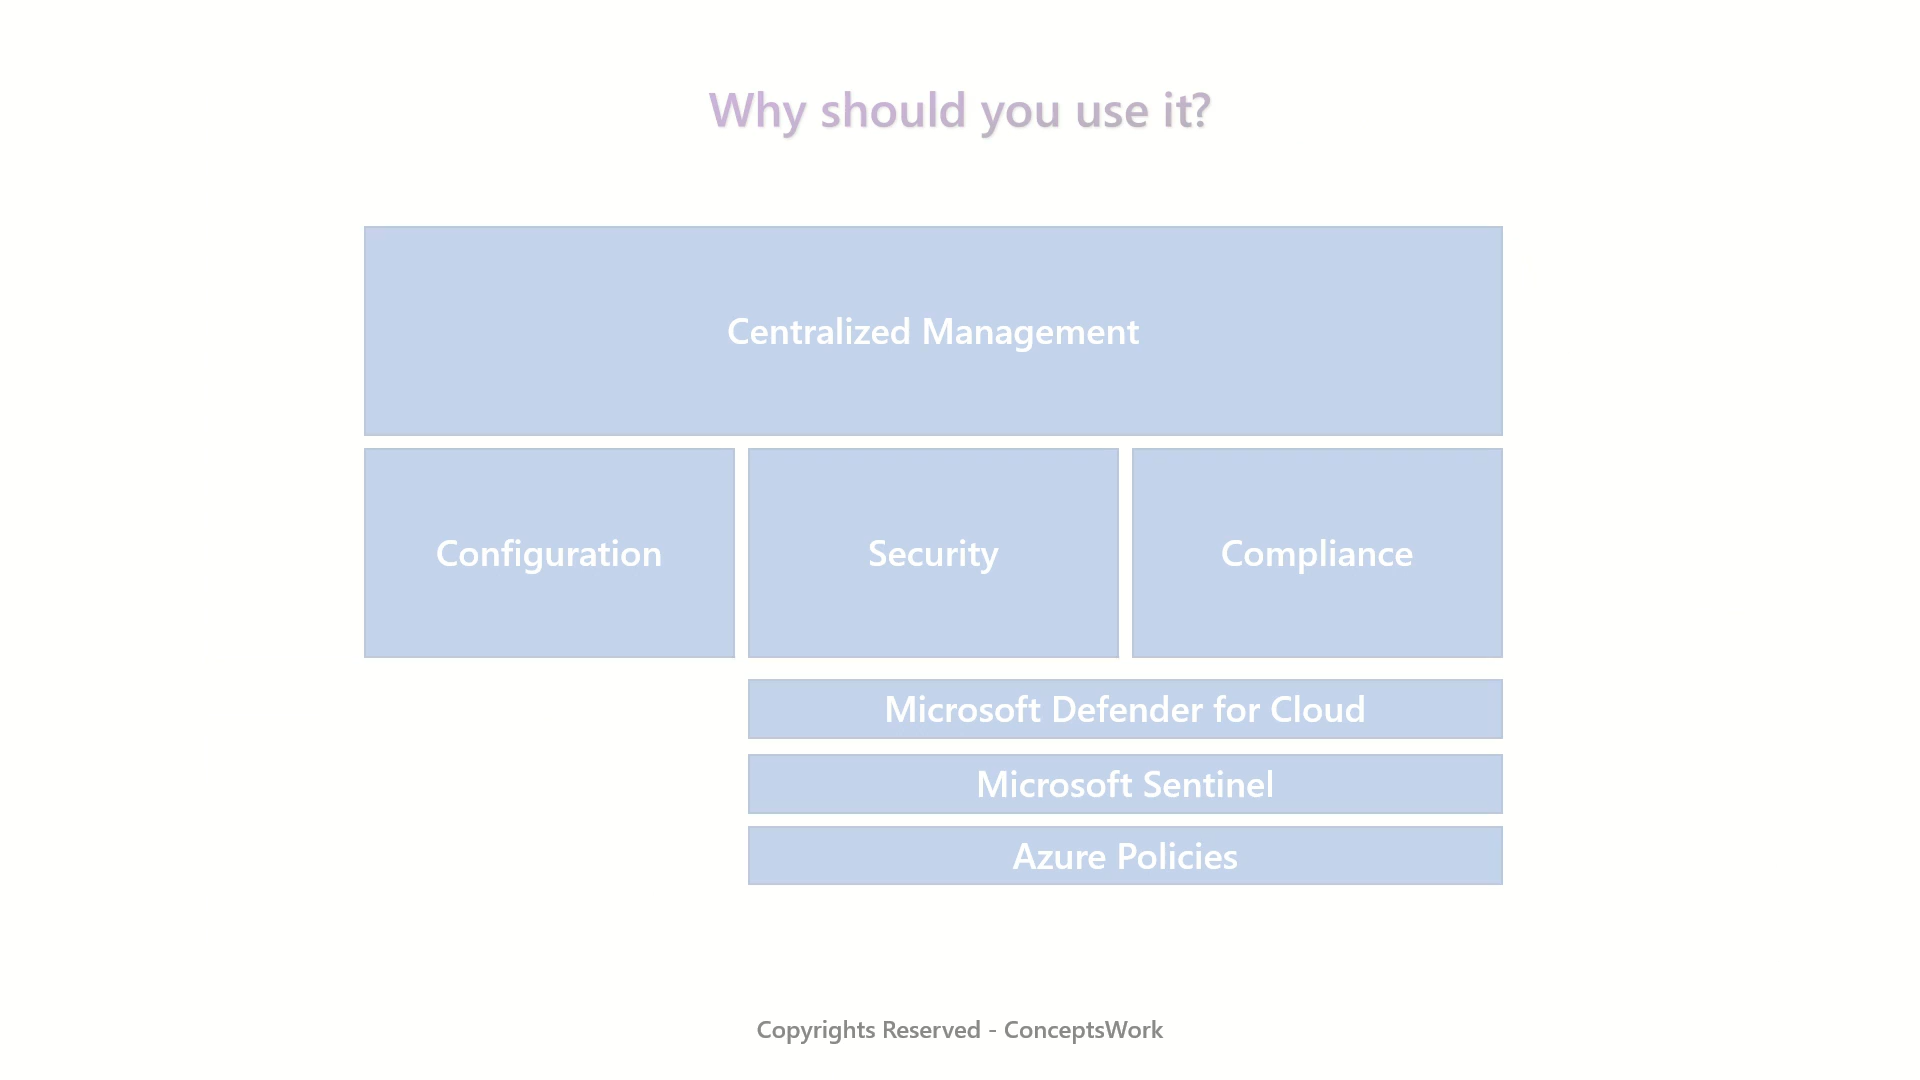 Why should you use it?
Centralized Management
Configuration
Security
Compliance
Microsoft Defender for Cloud
Microsoft Sentinel
Azure Policies
Copyrights Reserved - ConceptsWork